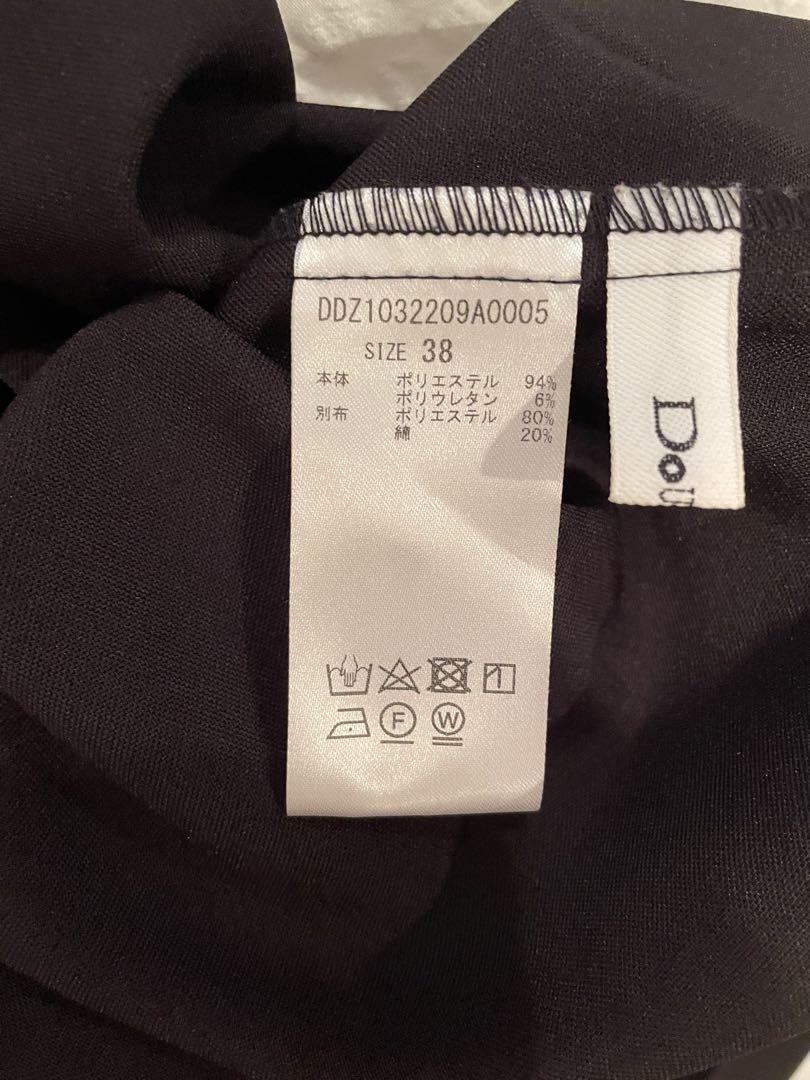 DDZ1032209A0005
SIZE 38
本体 ポリエステル 94%
ポリウレタン 6%
別布 ポリエステル 80%
綿 20%
F W